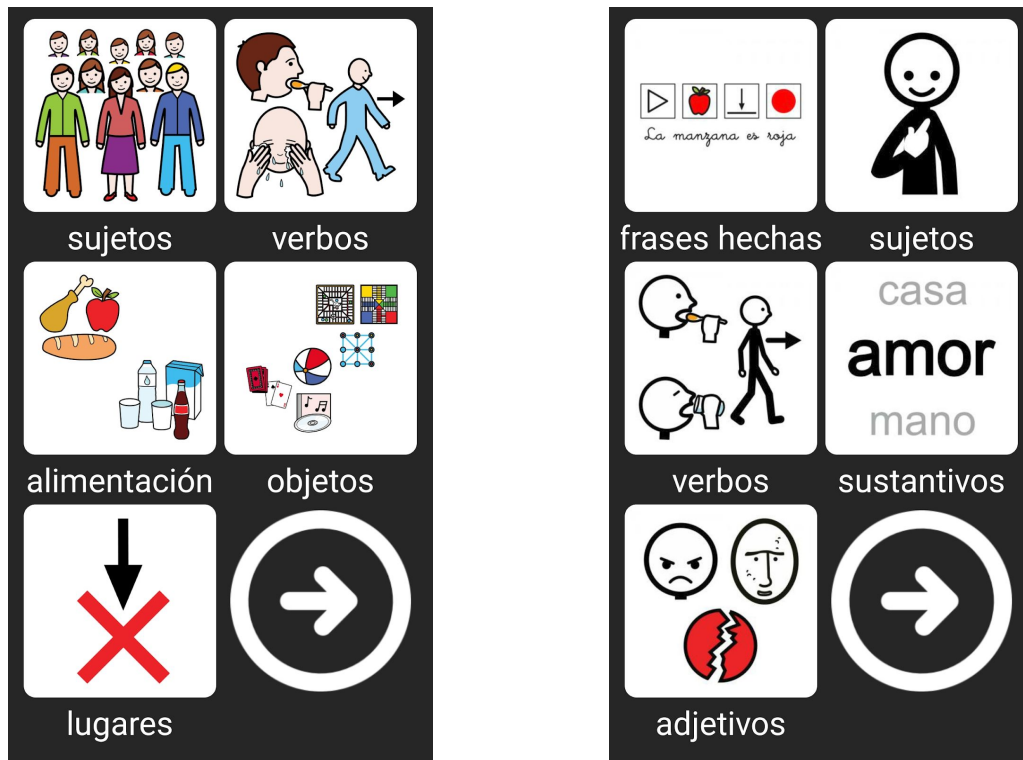 sujetos
verbos
alimentación
objetos
lugares
La manzana es roja
frases hechas
sujetos
casa
amor
mano
verbos
sustantivos
adjetivos